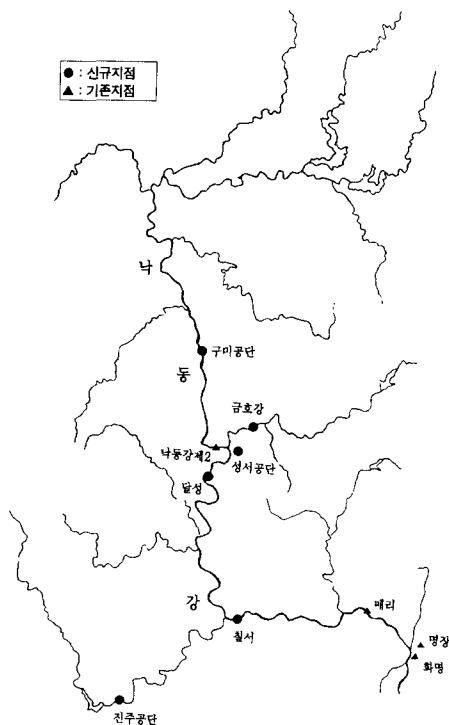 ● : 신규지점
▲ : 기존지점
낙
구미공단
동
금호강
낙동강제2
성서공단
달성
강
매리
칠서
명장
화명
진주공단